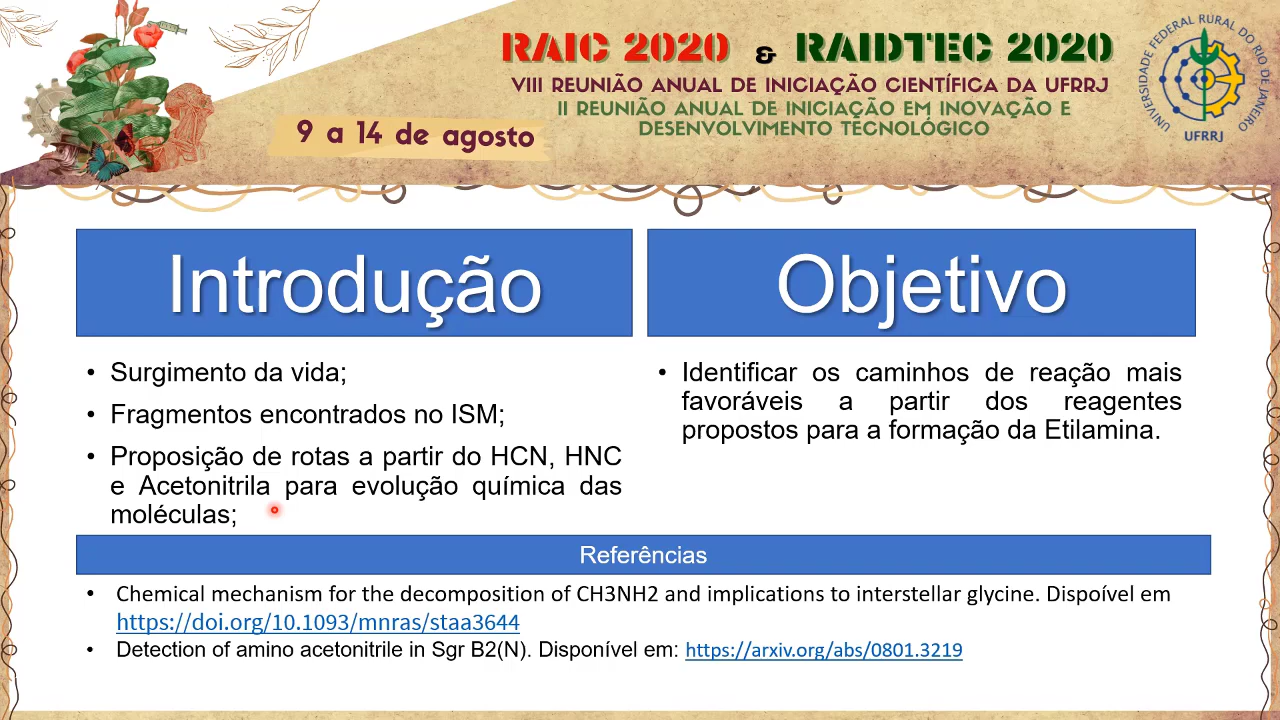 RAIC 2020 & RAIDTEC 2020
VIII REUNIÃO ANUAL DE INICIAÇÃO CIENTÍFICA DA UFRRJ
II REUNIÃO ANUAL DE INICIAÇÃO EM INOVAÇÃO E
DESENVOLVIMENTO TECNOLÓGICO
9 a 14 de agosto
UNIVERSIDADE FEDERAL RURAL DO RIO DE JANEIRO
UFRRJ
Introdução
• Surgimento da vida;
• Fragmentos encontrados no ISM;
• Proposição de rotas a partir do HCN, HNC
e Acetonitrila para evolução química das
moléculas;
Objetivo
• Identificar os caminhos de reação mais
favoráveis a partir dos reagentes
propostos para a formação da Etilamina.
Referências
• Chemical mechanism for the decomposition of CH3NH2 and implications to interstellar glycine. Dispoível em
https://doi.org/10.1093/mnras/staa3644
• Detection of amino acetonitrile in Sgr B2(N). Disponível em: https://arxiv.org/abs/0801.3219